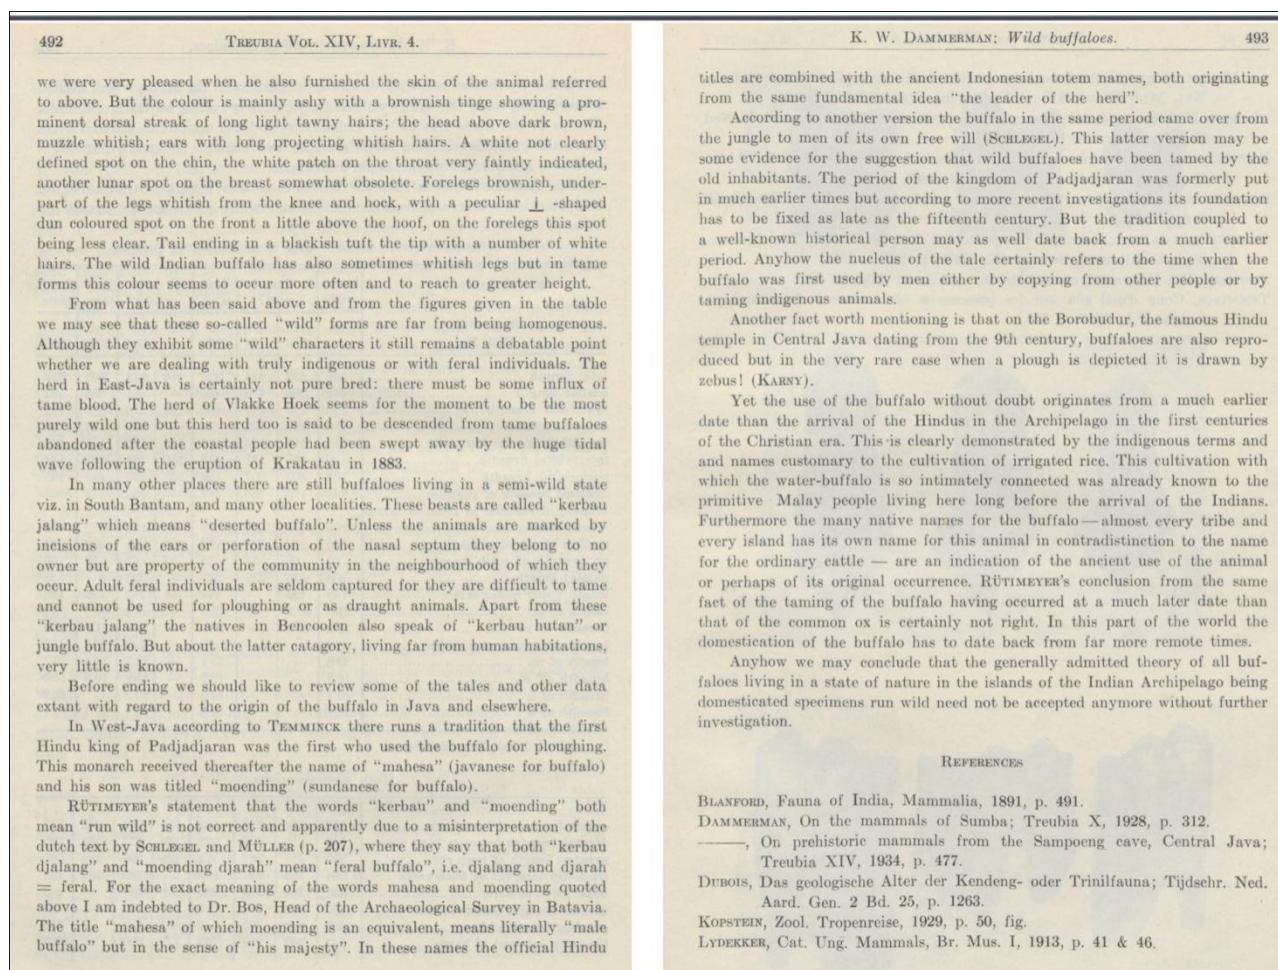 492
TREUBIA VOL. XIV, LIVR. 4.
we were very pleased when he also furnished the skin of the animal referred
to above. But the colour is mainly ashy with a brownish tinge showing a pro-
minent dorsal streak of long light tawny hairs; the head above dark brown,
muzzle whitish; ears with long projecting whitish hairs. A white not clearly
defined spot on the chin, the white patch on the throat very faintly indicated,
another lunar spot on the breast somewhat obsolete. Forelegs brownish, under-
part of the legs whitish from the knee and hock, with a peculiar -shaped
dun coloured spot on the front a little above the hoof, on the forelegs this spot
being less clear. Tail ending in a blackish tuft the tip with a number of white
hairs. The wild Indian buffalo has also sometimes whitish legs but in tame
forms this colour seems to occur more often and to reach to greater height.
From what has been said above and from the figures given in the table
we may see that these so-called "wild" forms are far from being homogenous.
Although they exhibit some "wild" characters it still remains a debatable point
whether we are dealing with truly indigenous or with feral individuals. The
herd in East-Java is certainly not pure bred: there must be some influx of
tame blood. The herd of Vlakke Hoek seems for the moment to be the most
purely wild one but this herd too is said to be descended from tame buffaloes
abandoned after the coastal people had been swept away by the huge tidal
wave following the eruption of Krakatau in 1883.
In many other places there are still buffaloes living in a semi-wild state
viz. in South Bantam, and many other localities. These beasts are called "kerbau
jalang" which means "deserted buffalo". Unless the animals are marked by
incisions of the ears or perforation of the nasal septum they belong to no
owner but are property of the community in the neighbourhood of which they
occur. Adult feral individuals are seldom captured for they are difficult to tame
and cannot be used for ploughing or as draught animals. Apart from these
"kerbau jalang" the natives in Bencoolen also speak of "kerbau hutan" or
jungle buffalo. But about the latter catagory, living far from human habitations,
very little is known.
Before ending we should like to review some of the tales and other data
extant with regard to the origin of the buffalo in Java and elsewhere.
In West-Java according to TEMMINCK there runs a tradition that the first
Hindu king of Padjadjaran was the first who used the buffalo for ploughing.
This monarch received thereafter the name of "mahesa" (javanese for buffalo)
and his son was titled "moending" (sundanese for buffalo).
RÜTIMEYER's statement that the words "kerbau" and "moending" both
mean "run wild" is not correct and apparently due to a misinterpretation of the
dutch text by SCHLEGEL and MÜLLER (p. 207), where they say that both "kerbau
djalang" and "moending djarah" mean "feral buffalo", i.e. djalang and djarah
= feral. For the exact meaning of the words mahesa and moending quoted
above I am indebted to Dr. BOS, Head of the Archaeological Survey in Batavia.
The title "mahesa" of which moending is an equivalent, means literally "male
buffalo" but in the sense of "his majesty". In these names the official Hindu
K. W. DAMMERMAN: Wild buffaloes.
493
titles are combined with the ancient Indonesian totem names, both originating
from the same fundamental idea "the leader of the herd".
According to another version the buffalo in the same period came over from
the jungle to men of its own free will (SCHLEGEL). This latter version may be
some evidence for the suggestion that wild buffaloes have been tamed by the
old inhabitants. The period of the kingdom of Padjadjaran was formerly put
in much earlier times but according to more recent investigations its foundation
has to be fixed as late as the fifteenth century. But the tradition coupled to
a well-known historical person may as well date back from a much earlier
period. Anyhow the nucleus of the tale certainly refers to the time when the
buffalo was first used by men either by copying from other people or by
taming indigenous animals.
Another fact worth mentioning is that on the Borobudur, the famous Hindu
temple in Central Java dating from the 9th century, buffaloes are also repro-
duced but in the very rare case when a plough is depicted it is drawn by
zebus! (KARNY).
Yet the use of the buffalo without doubt originates from a much earlier
date than the arrival of the Hindus in the Archipelago in the first centuries
of the Christian era. This is clearly demonstrated by the indigenous terms and
and names customary to the cultivation of irrigated rice. This cultivation with
which the water-buffalo is so intimately connected was already known to the
primitive Malay people living here long before the arrival of the Indians.
Furthermore the many native names for the buffalo — almost every tribe and
every island has its own name for this animal in contradistinction to the name
for the ordinary cattle — are an indication of the ancient use of the animal
or perhaps of its original occurrence. RÜTIMEYER's conclusion from the same
fact of the taming of the buffalo having occurred at a much later date than
that of the common ox is certainly not right. In this part of the world the
domestication of the buffalo has to date back from far more remote times.
Anyhow we may conclude that the generally admitted theory of all buf-
faloes living in a state of nature in the islands of the Indian Archipelago being
domesticated specimens run wild need not be accepted anymore without further
investigation.
REFERENCES
BLANFORD, Fauna of India, Mammalia, 1891, p. 491.
DAMMERMAN, On the mammals of Sumba; Treubia X, 1928, p. 312.
———, On prehistoric mammals from the Sampoeng cave, Central Java;
Treubia XIV, 1934, p. 477.
DUBOIS, Das geologische Alter der Kendeng- oder Trinilfauna; Tijdschr. Ned.
Aard. Gen. 2 Bd. 25, p. 1263.
KOPSTEIN, Zool. Tropenreise, 1929, p. 50, fig.
LYDEKKER, Cat. Ung. Mammals, Br. Mus. I, 1913, p. 41 & 46.